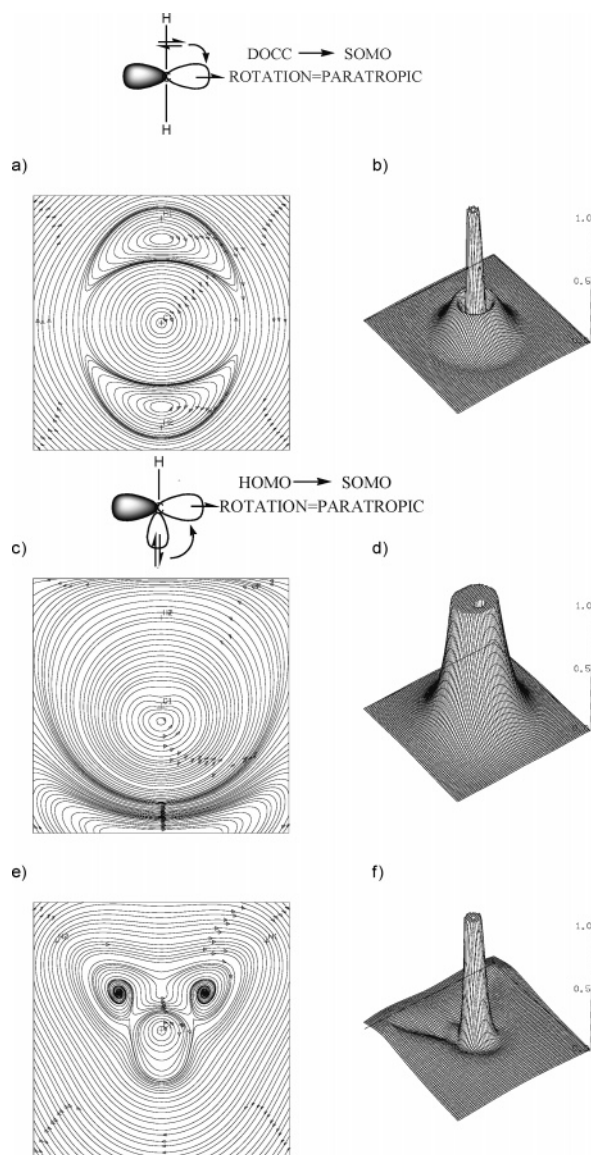 H
DOCC → SOMO
ROTATION=PARATROPIC
H
a)
b)
1.0
0.5
H
HOMO → SOMO
ROTATION=PARATROPIC
c)
d)
1.0
0.5
e)
f)
1.0
0.5